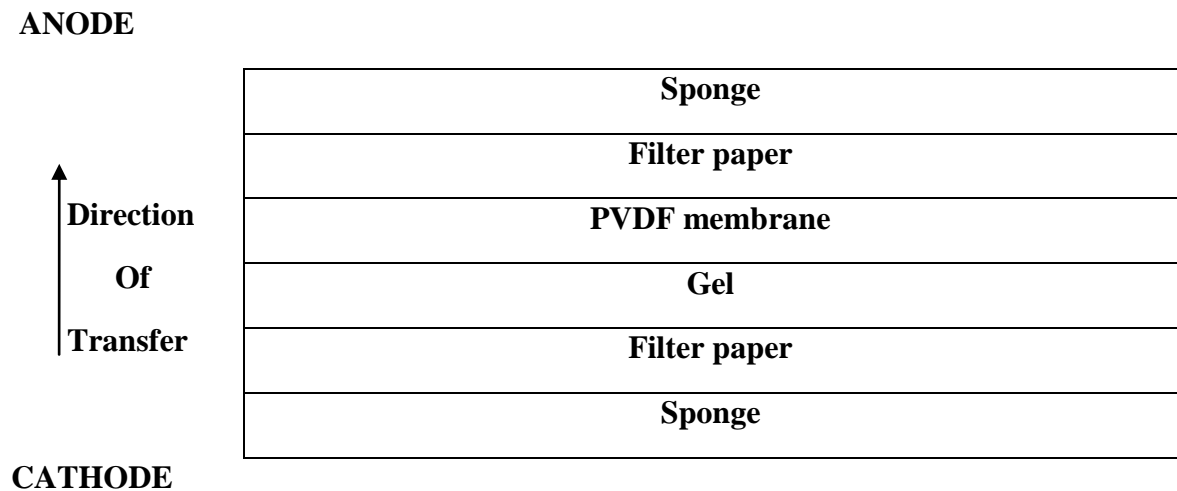 ANODE
Sponge
Filter paper
PVDF membrane
Gel
Filter paper
Sponge
Direction
Of
Transfer
CATHODE